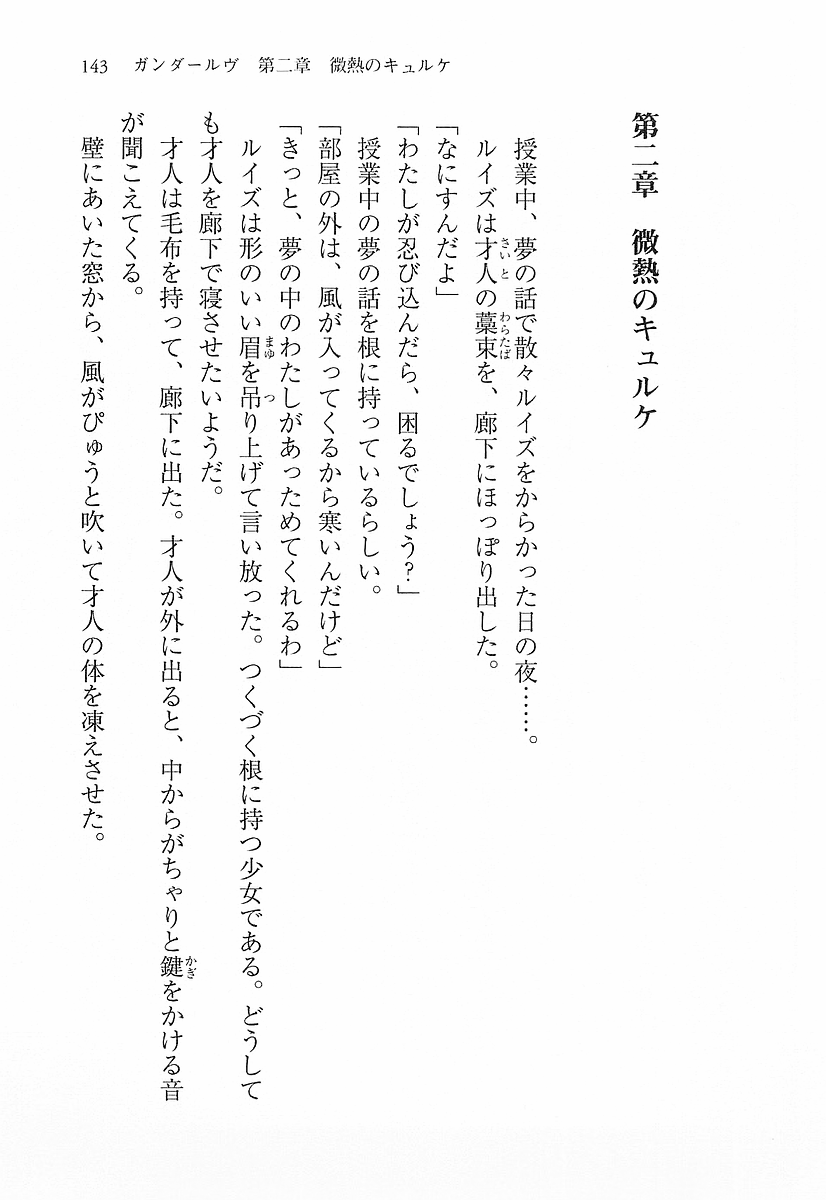 143　ガンダールヴ　第二章　微熱のキュルケ
第二章　微熱のキュルケ
　授業中、夢の話で散々ルイズをからかった日の夜……。
　ルイズは才人の藁束を、廊下にほっぽり出した。
「なにすんだよ」
「わたしが忍び込んだら、困るでしょう？」
　授業中の夢の話を根に持っているらしい。
「部屋の外は、風が入ってくるから寒いんだけど」
「きっと、夢の中のわたしがあっためてくれるわ」
　ルイズは形のいい眉を吊り上げて言い放った。つくづく根に持つ少女である。どうして
も才人を廊下で寝させたいようだ。
　才人は毛布を持って、廊下に出た。才人が外に出ると、中からがちゃりと鍵をかける音
が聞こえてくる。
　壁にあいた窓から、風がぴゅうと吹いて才人の体を凍えさせた。